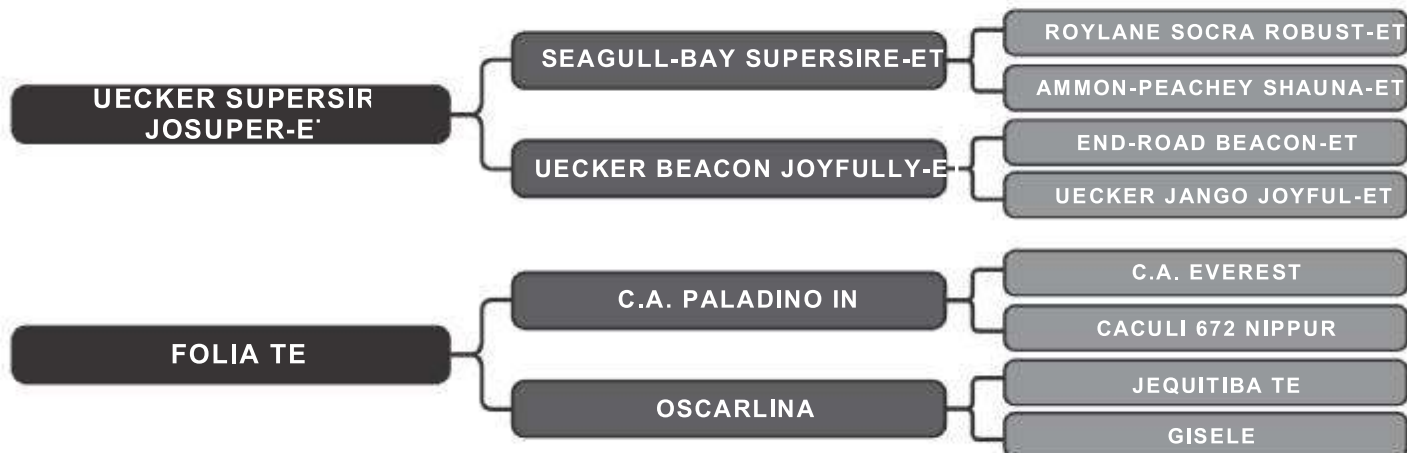 ROYLANE SOCRA ROBUST-ET
SEAGULL-BAY SUPERSIRE-ET
AMMON-PEACHEY SHAUNA-ET
UECKER SUPERSIR
JOSUPER-E
END-ROAD BEACON-ET
UECKER BEACON JOYFULLY-ET
UECKER JANGO JOYFUL-ET
C.A. EVEREST
C.A. PALADINO IN
CACULI 672 NIPPUR
FOLIA TE
JEQUITIBA TE
OSCARLINA
GISELE